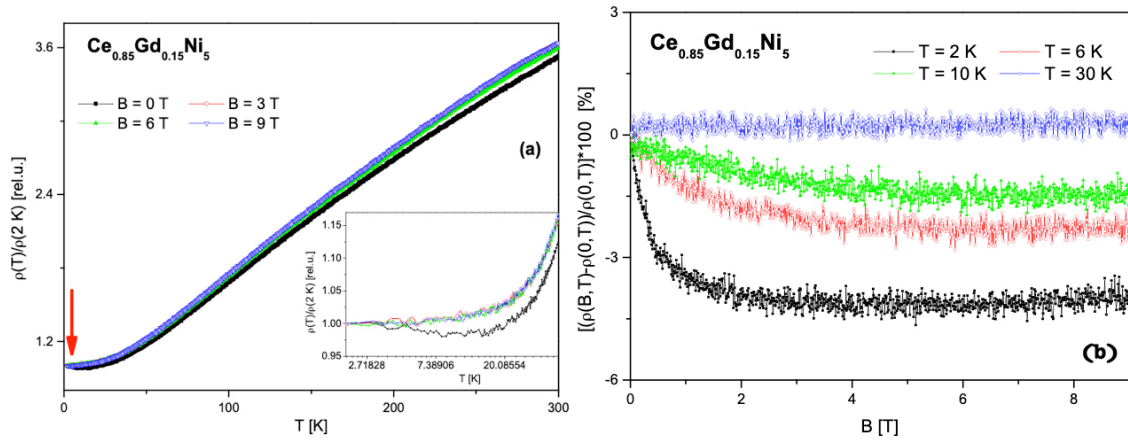 Ce0.85Gd0.15Ni5
B = 0 T B = 3 T
B = 6 T B = 9 T
(a)
3.6
2.4
1.2
ρ(T)/ρ(2 K) [rel.u.]
0 100 200 300
T [K]
1.15
1.10
1.05
1.00
0.95
ρ(T)/ρ(2 K) [rel.u.]
2.71828 7.38906 20.08554
T [K]
Ce0.85Gd0.15Ni5
T = 2 K T = 6 K
T = 10 K T = 30 K
3
0
-3
-6
[(ρ(B,T)-ρ(0,T))/ρ(0,T)]*100 [%]
(b)
0 2 4 6 8
B [T]